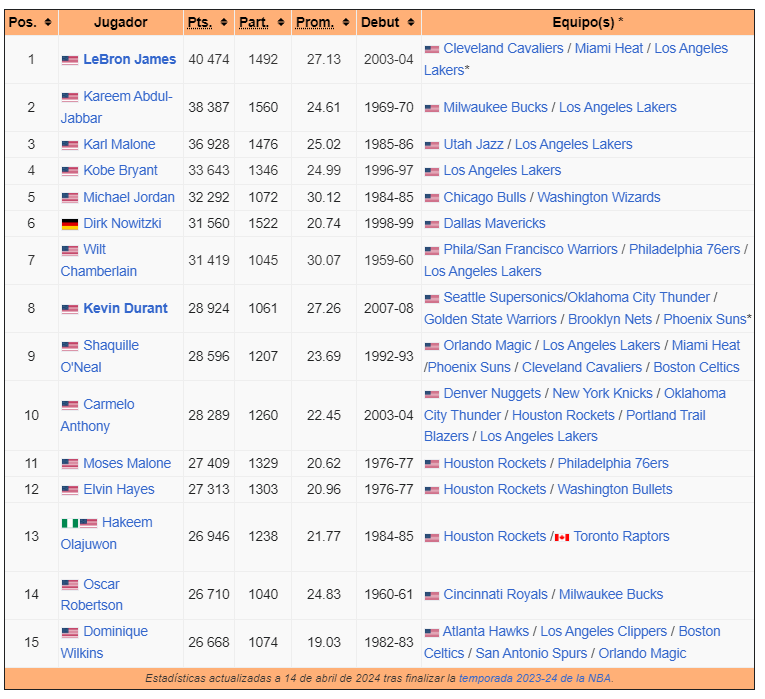 Pos. Jugador Pts. Part. Prom. Debut Equipo(s) *
1 LeBron James 40 474 1492 27.13 2003-04 Cleveland Cavaliers / Miami Heat / Los Angeles
Lakers*
2 Kareem Abdul-
Jabbar 38 387 1560 24.61 1969-70 Milwaukee Bucks / Los Angeles Lakers
3 Karl Malone 36 928 1476 25.02 1985-86 Utah Jazz / Los Angeles Lakers
4 Kobe Bryant 33 643 1346 24.99 1996-97 Los Angeles Lakers
5 Michael Jordan 32 292 1072 30.12 1984-85 Chicago Bulls / Washington Wizards
6 Dirk Nowitzki 31 560 1522 20.74 1998-99 Dallas Mavericks
7 Wilt
Chamberlain 31 419 1045 30.07 1959-60 Phila/San Francisco Warriors / Philadelphia 76ers /
Los Angeles Lakers
8 Kevin Durant 28 924 1061 27.26 2007-08 Seattle Supersonics/Oklahoma City Thunder /
Golden State Warriors / Brooklyn Nets / Phoenix Suns*
9 Shaquille
O'Neal 28 596 1207 23.69 1992-93 Orlando Magic / Los Angeles Lakers / Miami Heat
/Phoenix Suns / Cleveland Cavaliers / Boston Celtics
10 Carmelo
Anthony 28 289 1260 22.45 2003-04 Denver Nuggets / New York Knicks / Oklahoma
City Thunder / Houston Rockets / Portland Trail
Blazers / Los Angeles Lakers
11 Moses Malone 27 409 1329 20.62 1976-77 Houston Rockets / Philadelphia 76ers
12 Elvin Hayes 27 313 1303 20.96 1976-77 Houston Rockets / Washington Bullets
13 Hakeem
Olajuwon 26 946 1238 21.77 1984-85 Houston Rockets / Toronto Raptors
14 Oscar
Robertson 26 710 1040 24.83 1960-61 Cincinnati Royals / Milwaukee Bucks
15 Dominique
Wilkins 26 668 1074 19.03 1982-83 Atlanta Hawks / Los Angeles Clippers / Boston
Celtics / San Antonio Spurs / Orlando Magic
Estadísticas actualizadas a 14 de abril de 2024 tras finalizar la temporada 2023-24 de la NBA.